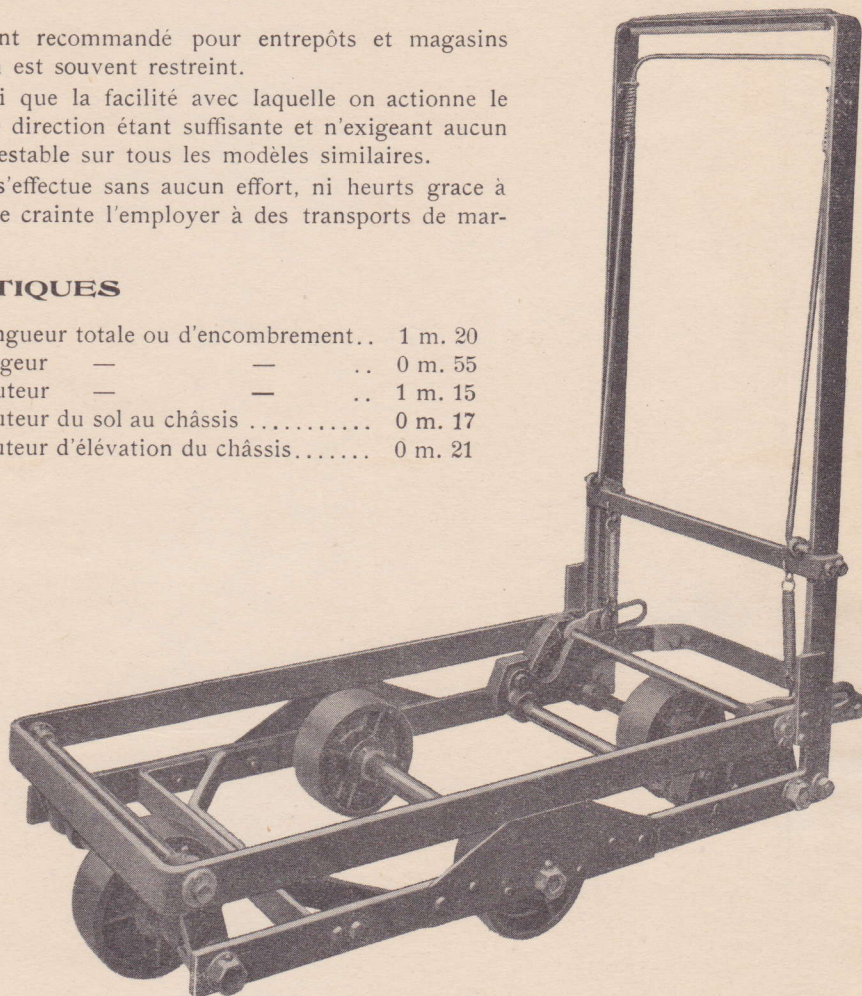 nt recommandé pour entrepôts et magasins
est souvent restreint.
i que la facilité avec laquelle on actionne le
direction étant suffisante et n'exigeant aucun
estable sur tous les modèles similaires.
s'effectue sans aucun effort, ni heurts grace à
e crainte l'employer à des transports de mar-
TIQUES
ngueur totale ou d'encombrement.. 1 m. 20
geur — — .. 0 m. 55
uteur — — .. 1 m. 15
uteur du sol au châssis ........... 0 m. 17
uteur d'élévation du châssis....... 0 m. 21